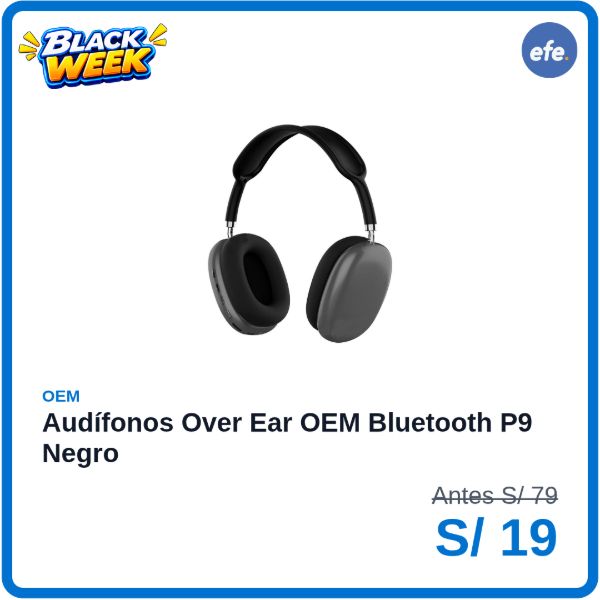 BLACK
WEEK
efe.
OEM
Audífonos Over Ear OEM Bluetooth P9
Negro
Antes S/ 79
S/ 19